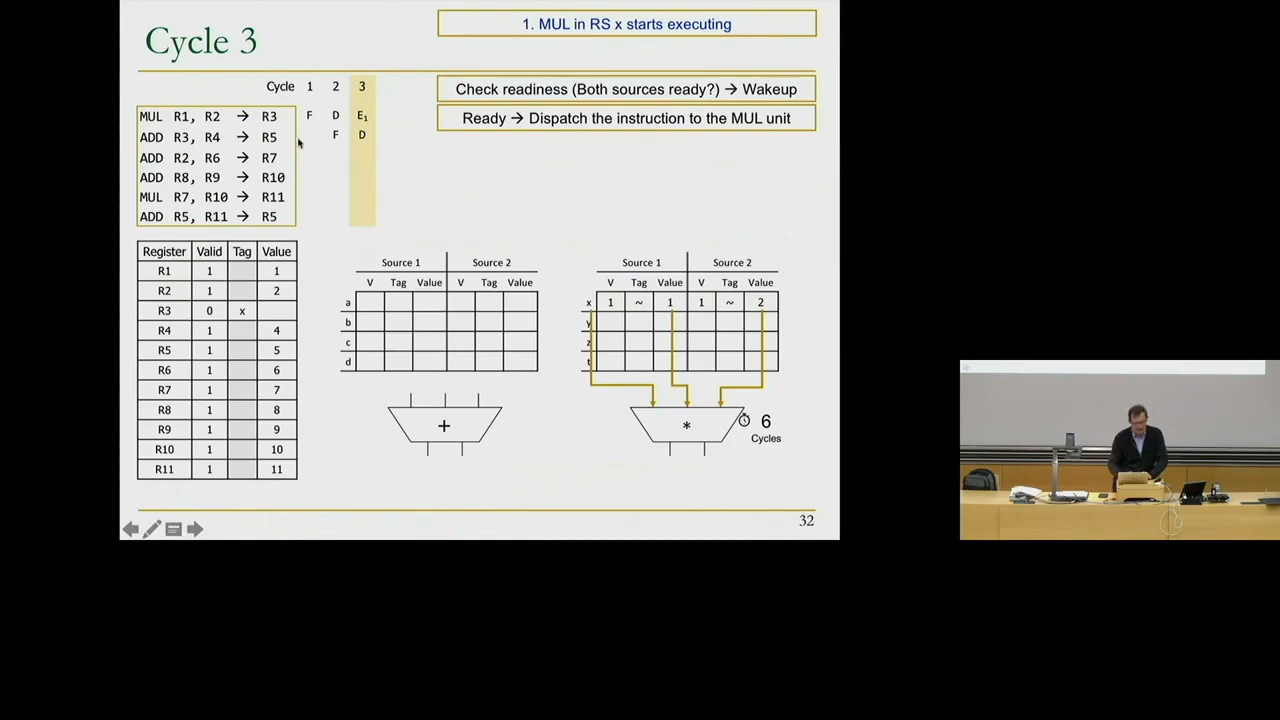 Cycle 3
1. MUL in RS x starts executing
Check readiness (Both sources ready?) → Wakeup
Ready → Dispatch the instruction to the MUL unit
Cycle 1 2 3
MUL R1, R2 → R3 F D E₁
ADD R3, R4 → R5 F D
ADD R2, R6 → R7
ADD R8, R9 → R10
MUL R7, R10 → R11
ADD R5, R11 → R5
Register Valid Tag Value
R1 1 1
R2 1 2
R3 0 x
R4 1 4
R5 1 5
R6 1 6
R7 1 7
R8 1 8
R9 1 9
R10 1 10
R11 1 11
Source 1 Source 2
V Tag Value V Tag Value
a
b
c
d
+
Source 1 Source 2
V Tag Value V Tag Value
x 1 ~ 1 1 ~ 2
y
z
t
*
6
Cycles
32